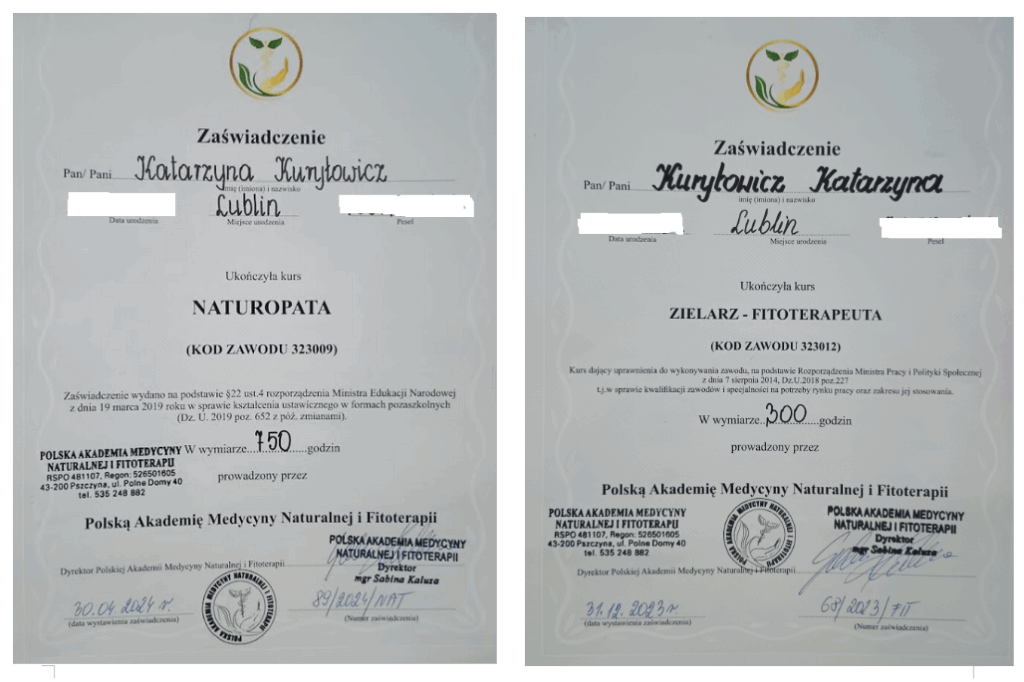 Zaświadczenie
Pan/ Pani Katarzyna Kuryłowicz
imię (imiona) i nazwisko
Lublin
Data urodzenia Miejsce urodzenia Pesel
Ukończyła kurs
NATUROPATA
(KOD ZAWODU 323009)
Zaświadczenie wydano na podstawie §22 ust.4 rozporządzenia Ministra Edukacji Narodowej
z dnia 19 marca 2019 roku w sprawie kształcenia ustawicznego w formach pozaszkolnych
(Dz. U. 2019 poz. 652 z póź. zmianami).
W wymiarze..750......godzin
prowadzony przez
POLSKA AKADEMIA MEDYCYNY
NATURALNEJ I FITOTERAPII
RSPO 481107, Regon: 526501605
43-200 Pszczyna, ul. Polne Domy 40
tel. 535 248 882
Polską Akademię Medycyny Naturalnej i Fitoterapii
POLSKA AKADEMIA MEDYCYNY
NATURALNEJ I FITOTERAPII
Dyrektor
mgr Sabina Kaluza
Dyrektor Polskiej Akademii Medycyny Naturalnej i Fitoterapii
POLSKA AKADEMIA MEDYCYNY NATURALNEJ I FITOTERAPII
30.04.2024 r. 89/2024/NAT
(data wystawienia zaświadczenia) (Numer zaświadczenia)
Zaświadczenie
Pan/ Pani Kuryłowicz Katarzyna
imię (imiona) i nazwisko
Lublin
Data urodzenia Miejsce urodzenia Pesel
Ukończyła kurs
ZIELARZ - FITOTERAPEUTA
(KOD ZAWODU 323012)
Kurs dający uprawnienia do wykonywania zawodu, na podstawie Rozporządzenia Ministra Pracy i Polityki Społecznej
z dnia 7 sierpnia 2014, Dz.U.2018 poz.227
t.j.w sprawie kwalifikacji zawodów i specjalności na potrzeby rynku pracy oraz zakresu jej stosowania.
W wymiarze..300......godzin
prowadzony przez
Polską Akademię Medycyny Naturalnej i Fitoterapii
POLSKA AKADEMIA MEDYCYNY
NATURALNEJ I FITOTERAPII
RSPO 481107, Regon: 526501605
43-200 Pszczyna, ul. Polne Domy 40
tel. 535 248 882
POLSKA AKADEMIA MEDYCYNY
NATURALNEJ I FITOTERAPII
Dyrektor
mgr Sabina Kaluza
POLSKA AKADEMIA MEDYCYNY NATURALNEJ I FITOTERAPII
Dyrektor Polskiej Akademii Medycyny Naturalnej i Fitoterapii
31.12.2023 r 68/2023/FIT
(data wystawienia zaświadczenia) (Numer zaświadczenia)